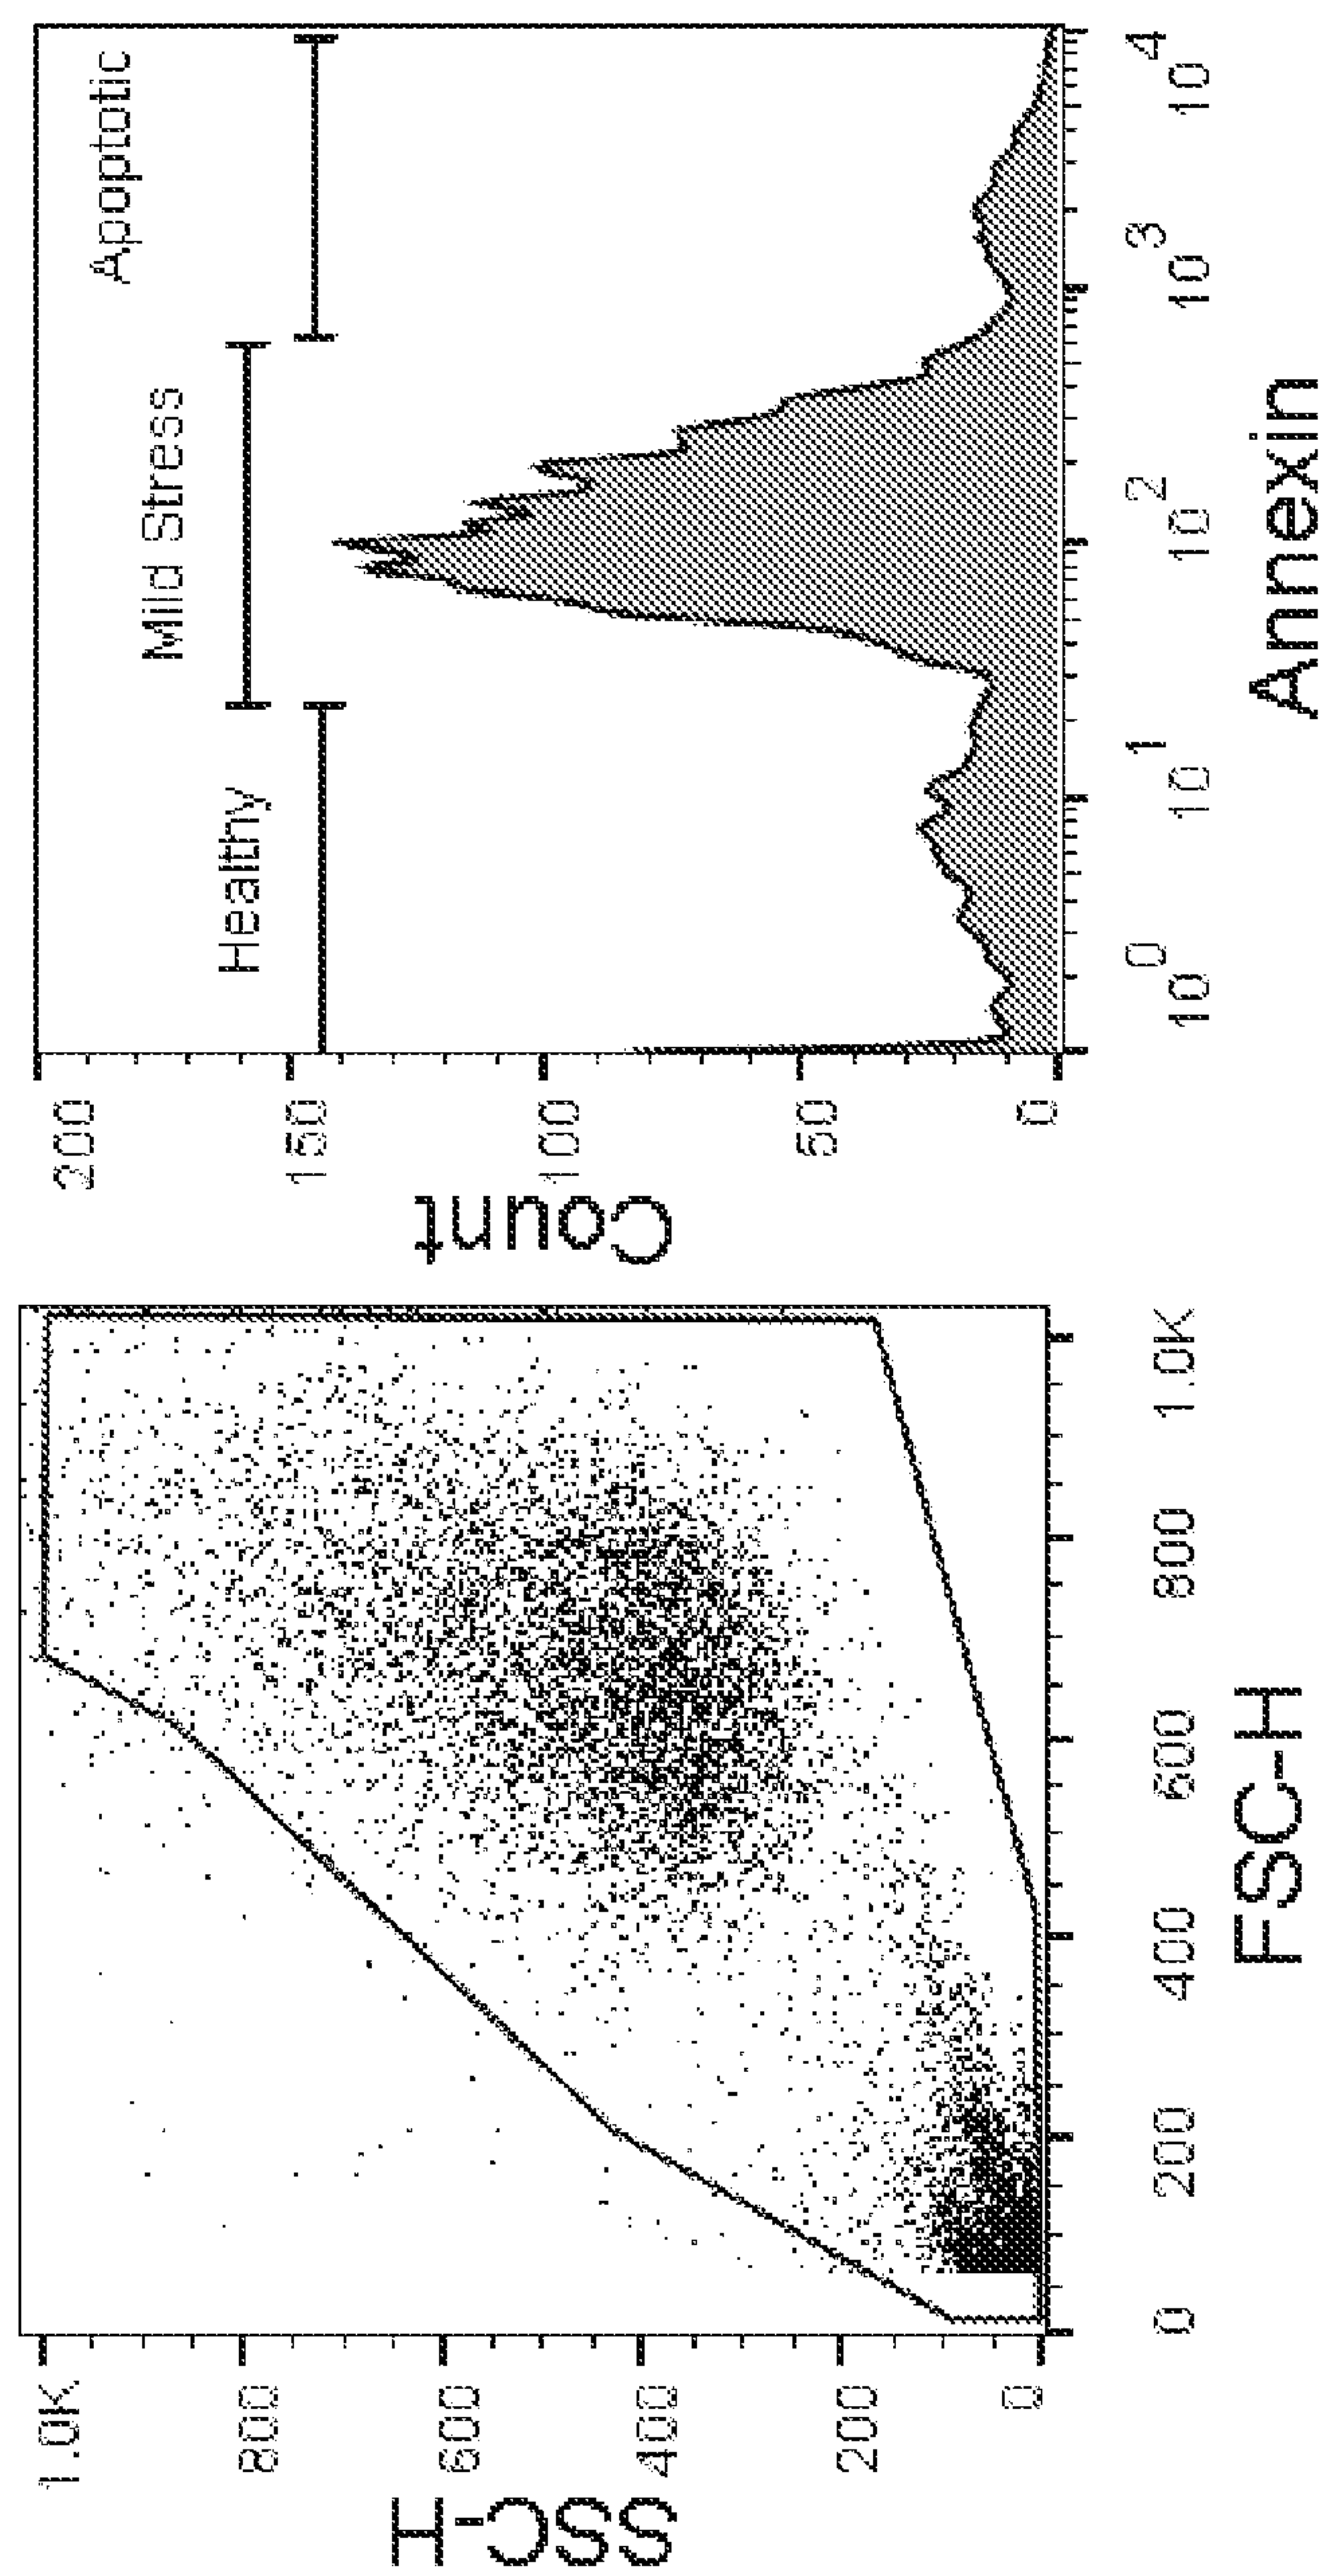 SSC-H
1.0K
800
600
400
200
0
0 200 400 600 800 1.0K
FSC-H
Count
200
150
100
50
0
Healthy
Mild Stress
Apoptotic
10^0 10^1 10^2 10^3 10^4
Annexin